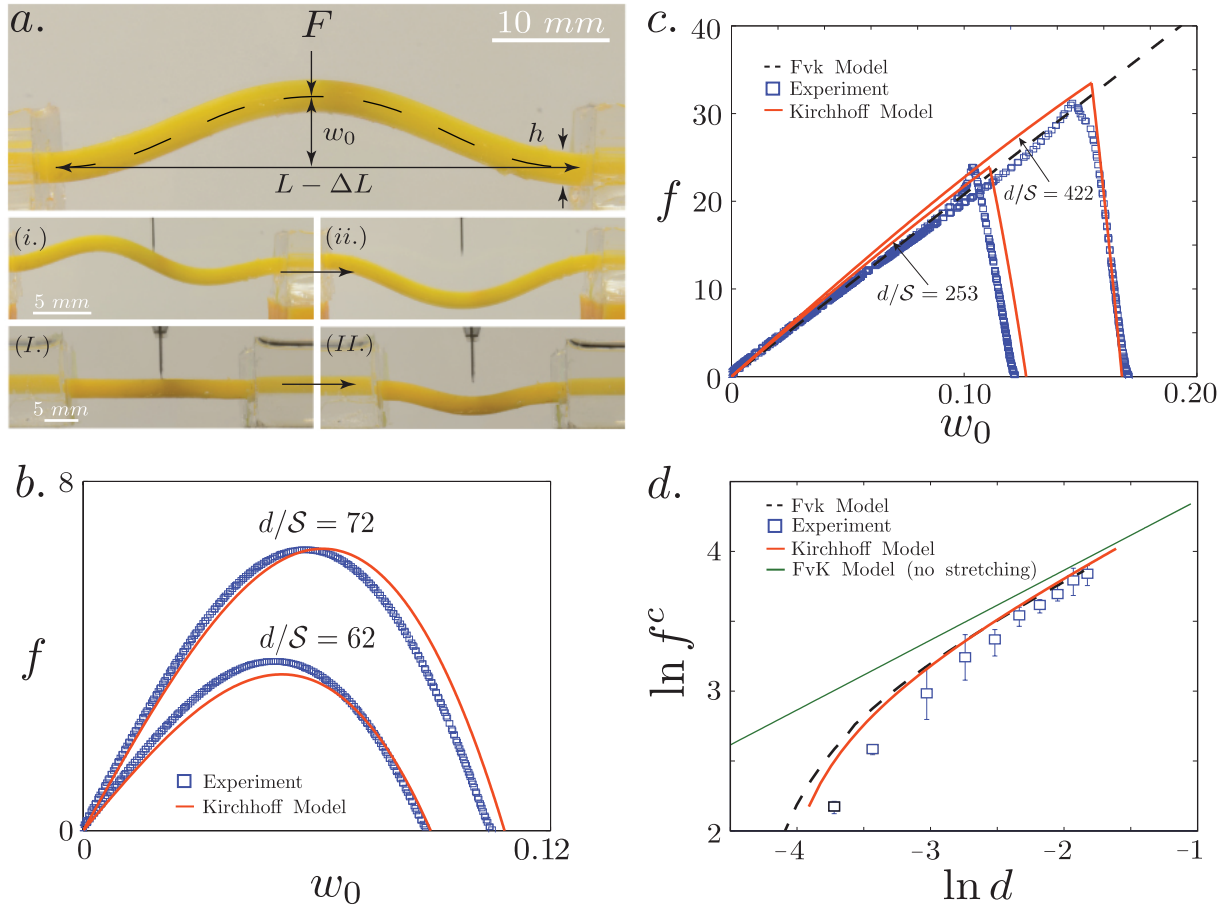 a.
F
10 mm
w₀
h
L − ΔL
(i.)
(ii.)
5 mm
(I.)
(II.)
5 mm
b.
8
d/𝒮 = 72
d/𝒮 = 62
f
Experiment
Kirchhoff Model
0
0
0.12
w₀
c.
40
Fvk Model
Experiment
Kirchhoff Model
30
f
20
d/𝒮 = 422
d/𝒮 = 253
10
0
0
0.10
0.20
w₀
d.
Fvk Model
Experiment
Kirchhoff Model
FvK Model (no stretching)
4
ln fᶜ
3
2
−4
−3
−2
−1
ln d